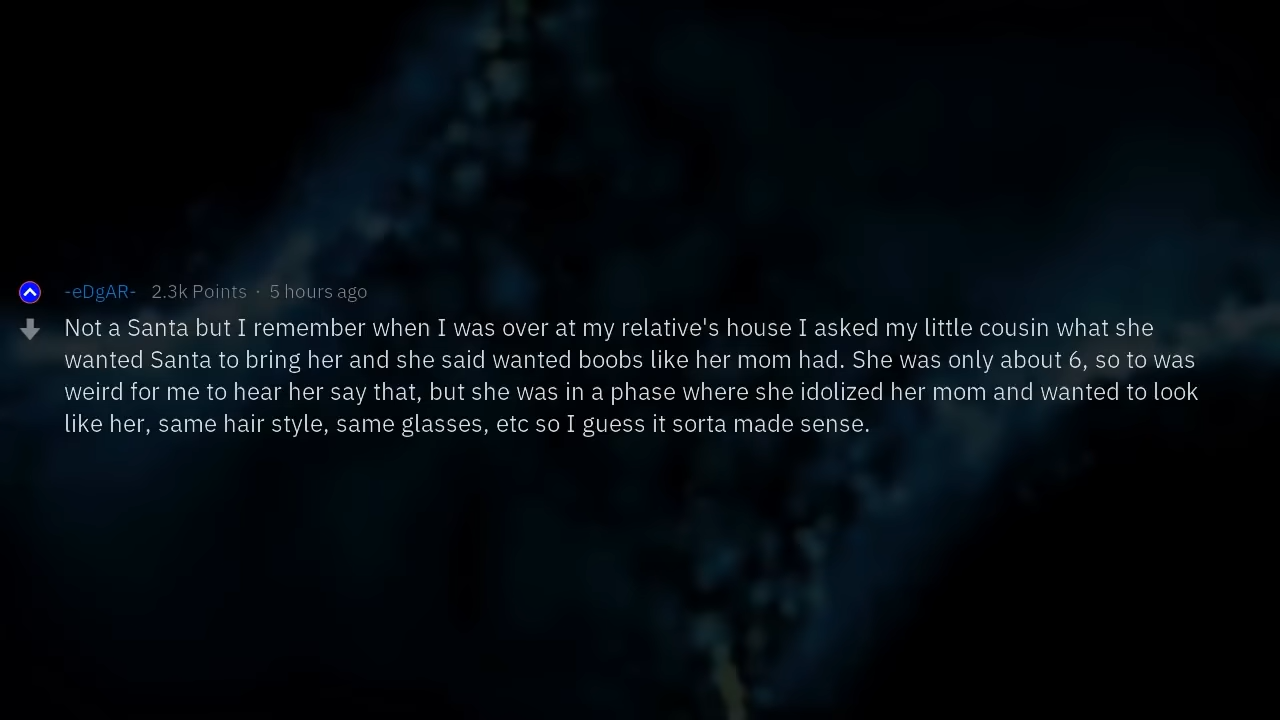 -eDgAR- 2.3k Points · 5 hours ago
Not a Santa but I remember when I was over at my relative's house I asked my little cousin what she
wanted Santa to bring her and she said wanted boobs like her mom had. She was only about 6, so to was
weird for me to hear her say that, but she was in a phase where she idolized her mom and wanted to look
like her, same hair style, same glasses, etc so I guess it sorta made sense.